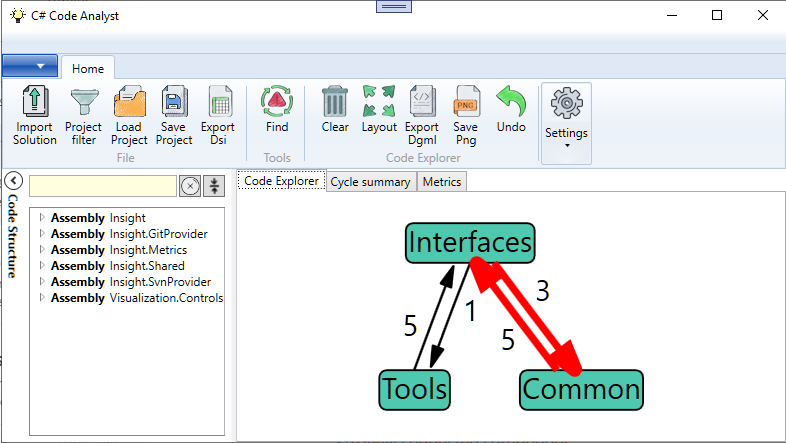 C# Code Analyst
Home
Import Solution
Project filter
Load Project
Save Project
Export Dsi
File
Find
Tools
Clear
Layout
Export Dgml
PNG
Save Png
Undo
Code Explorer
Settings
Code Structure
Assembly Insight
Assembly Insight.GitProvider
Assembly Insight.Metrics
Assembly Insight.Shared
Assembly Insight.SvnProvider
Assembly Visualization.Controls
Code Explorer
Cycle summary
Metrics
Interfaces
5
1
5
3
Tools
Common